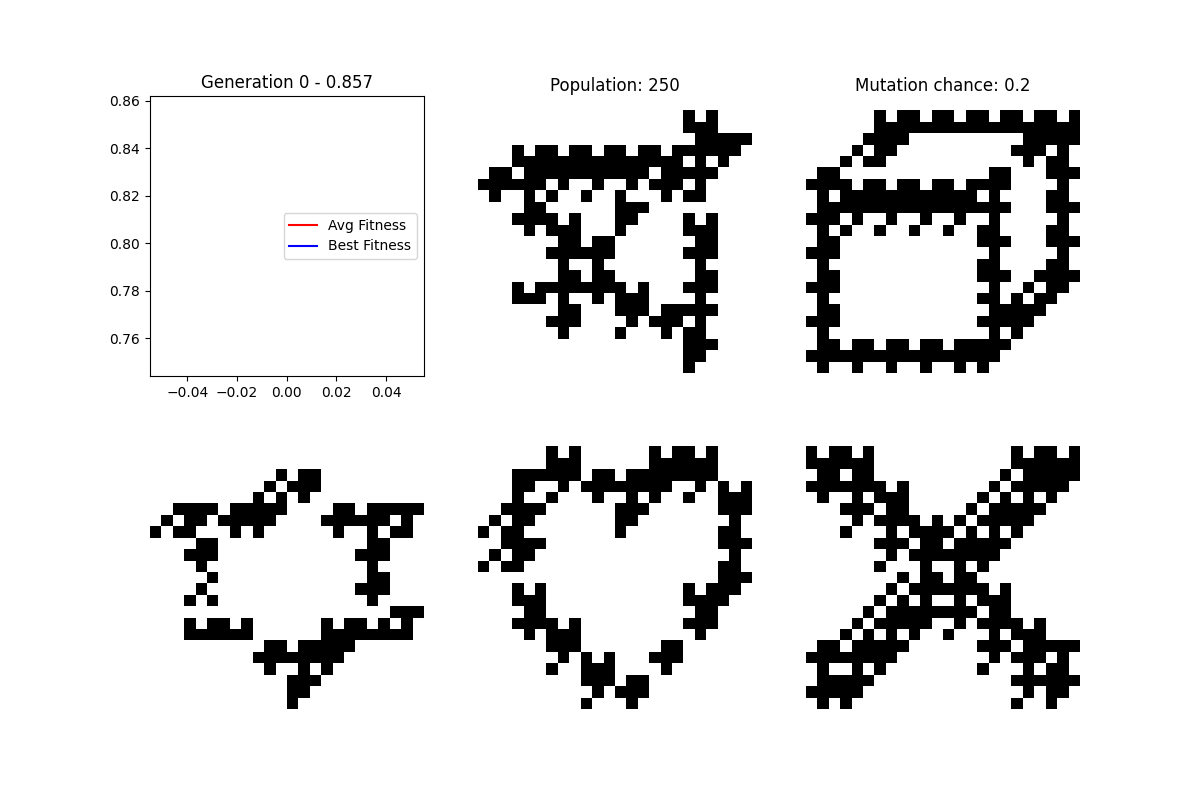 Generation 0 - 0.857
Population: 250
Mutation chance: 0.2
0.86
0.84
0.82
0.80
0.78
0.76
Avg Fitness
Best Fitness
−0.04 −0.02 0.00 0.02 0.04